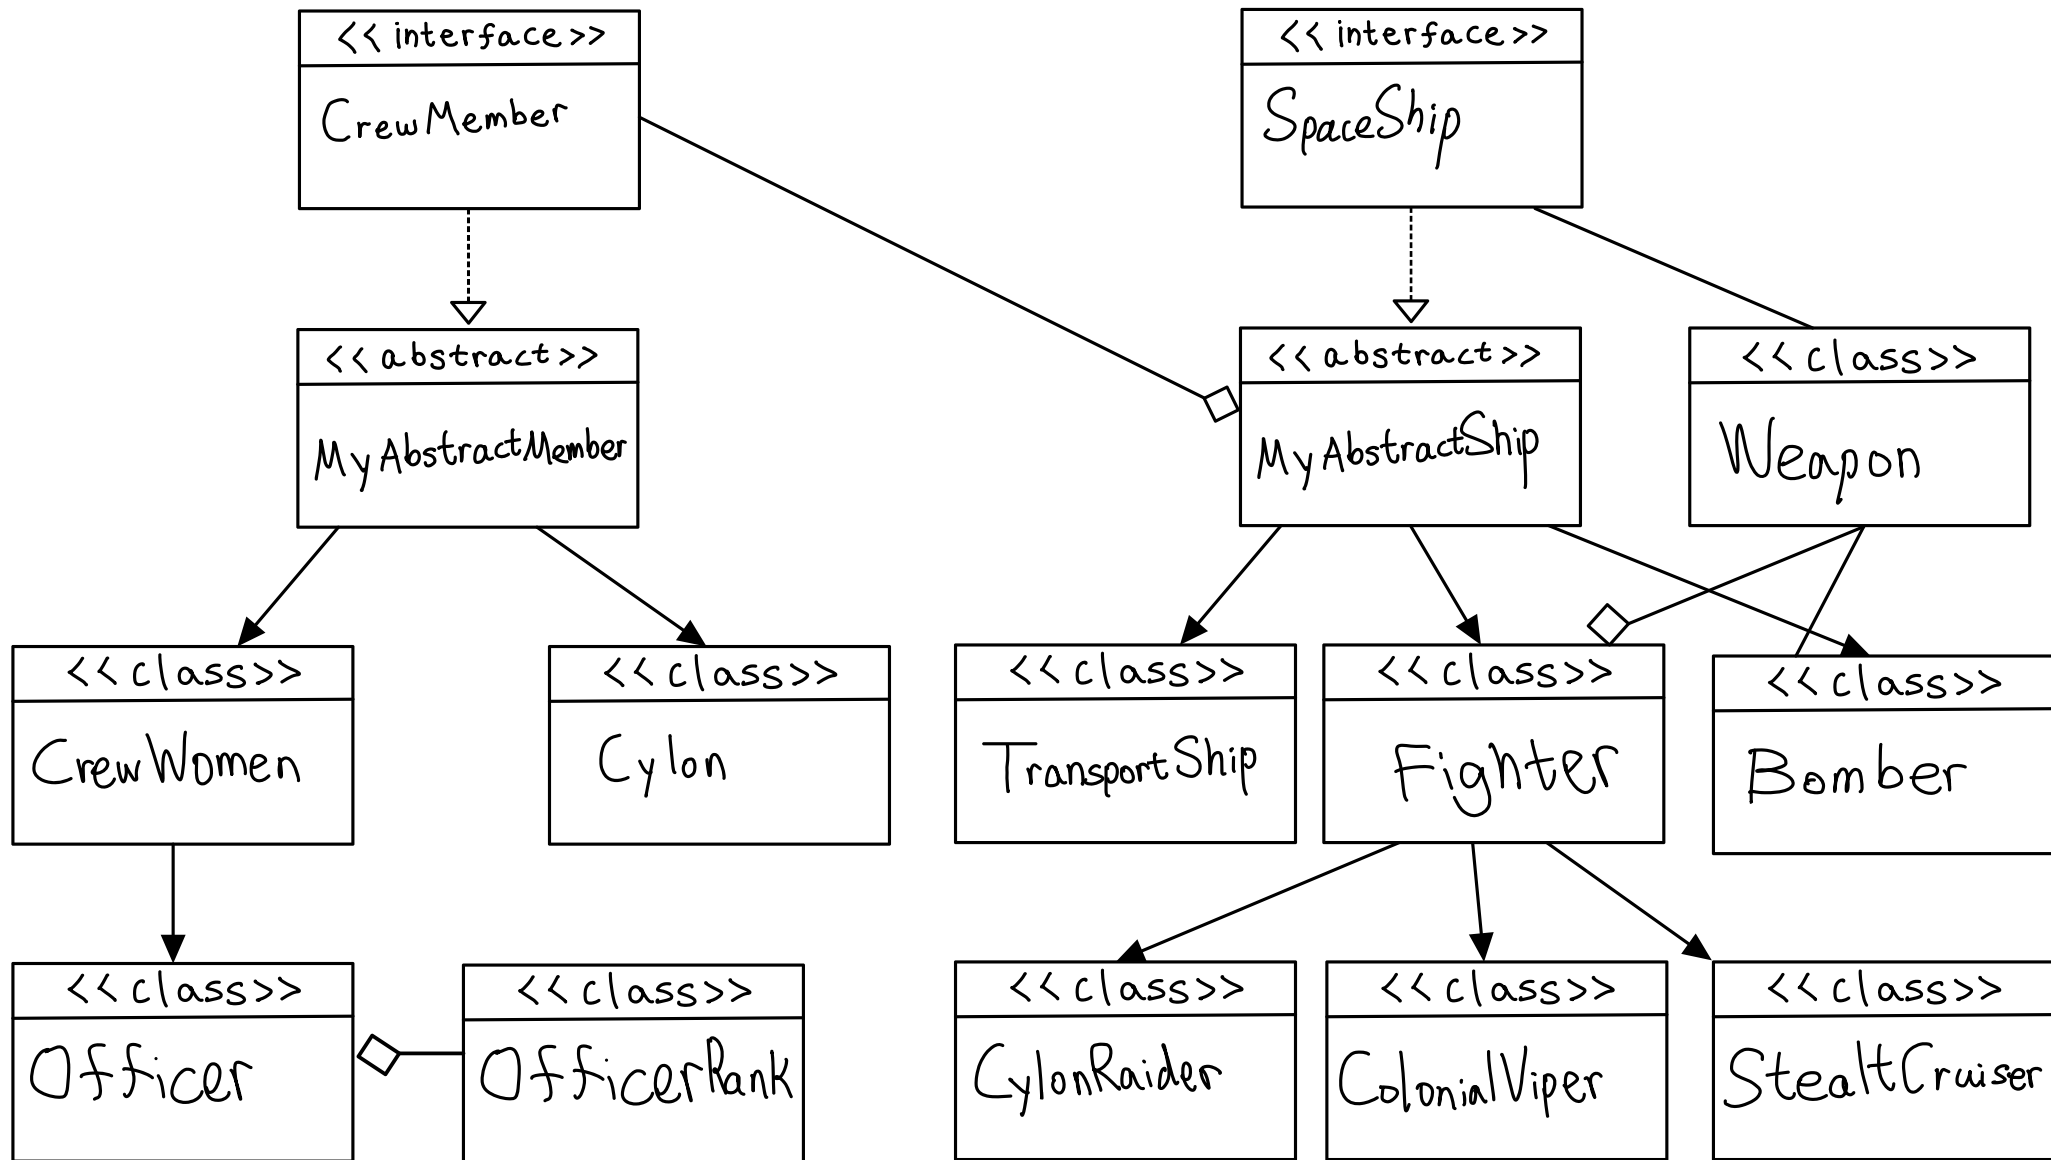 <<interface>>
CrewMember
<<interface>>
SpaceShip
<<abstract>>
MyAbstractMember
<<abstract>>
MyAbstractShip
<<class>>
Weapon
<<class>>
CrewWomen
<<class>>
Cylon
<<class>>
TransportShip
<<class>>
Fighter
<<class>>
Bomber
<<class>>
Officer
<<class>>
OfficerRank
<<class>>
CylonRaider
<<class>>
ColonialViper
<<class>>
StealtCruiser